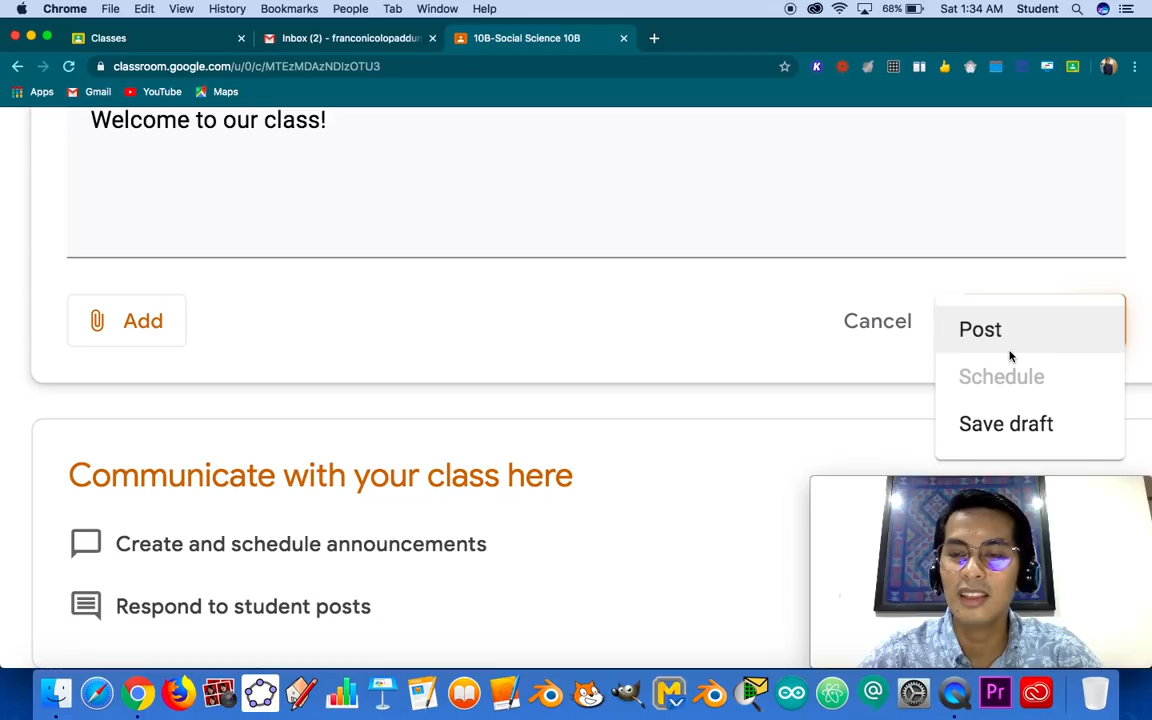 Chrome File Edit View History Bookmarks People Tab Window Help 68% Sat 1:34 AM Student
Classes Inbox (2) - franconicolopaddun 10B-Social Science 10B
classroom.google.com/u/0/c/MTEzMDAzNDIzOTU3
Apps Gmail YouTube Maps
Welcome to our class!
Add Cancel Post
Schedule
Save draft
Communicate with your class here
Create and schedule announcements
Respond to student posts